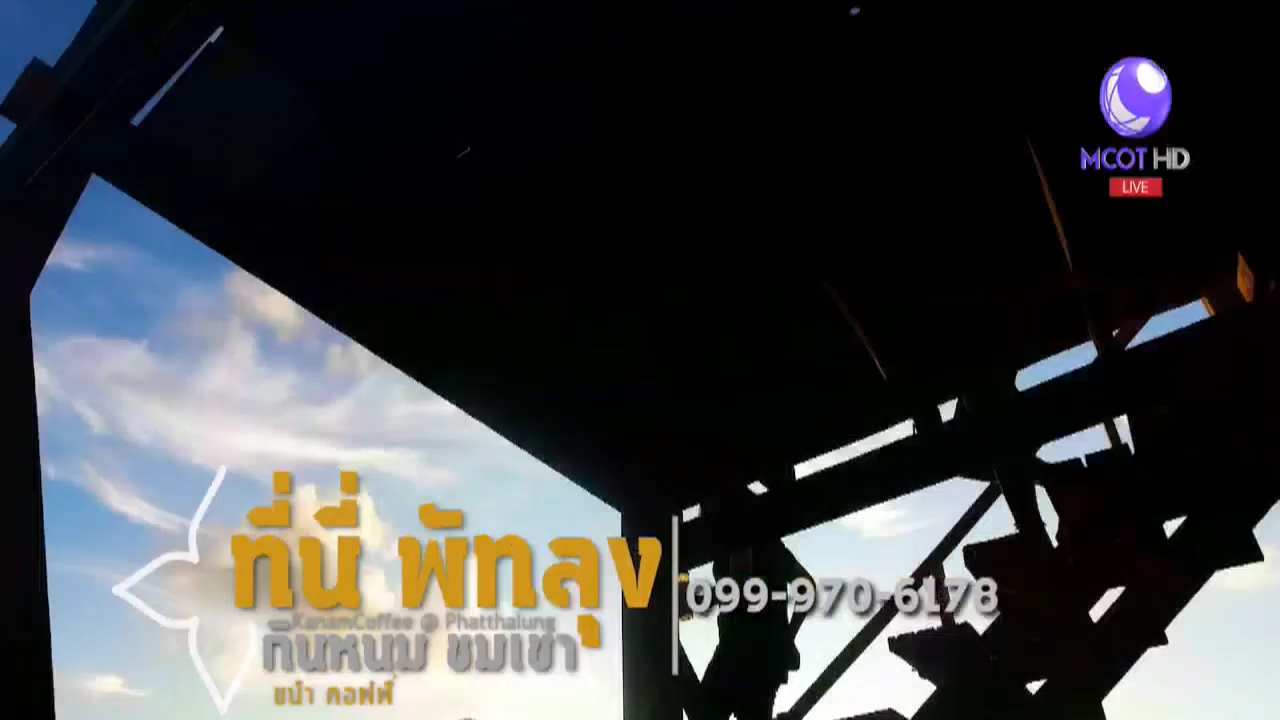 MCOT HD
LIVE
ที่นี่ พัทลุง
099-970-6178
KanamCoffee @ Phatthalung
กินหนม ชมเขา
ขนำ คอฟฟี่